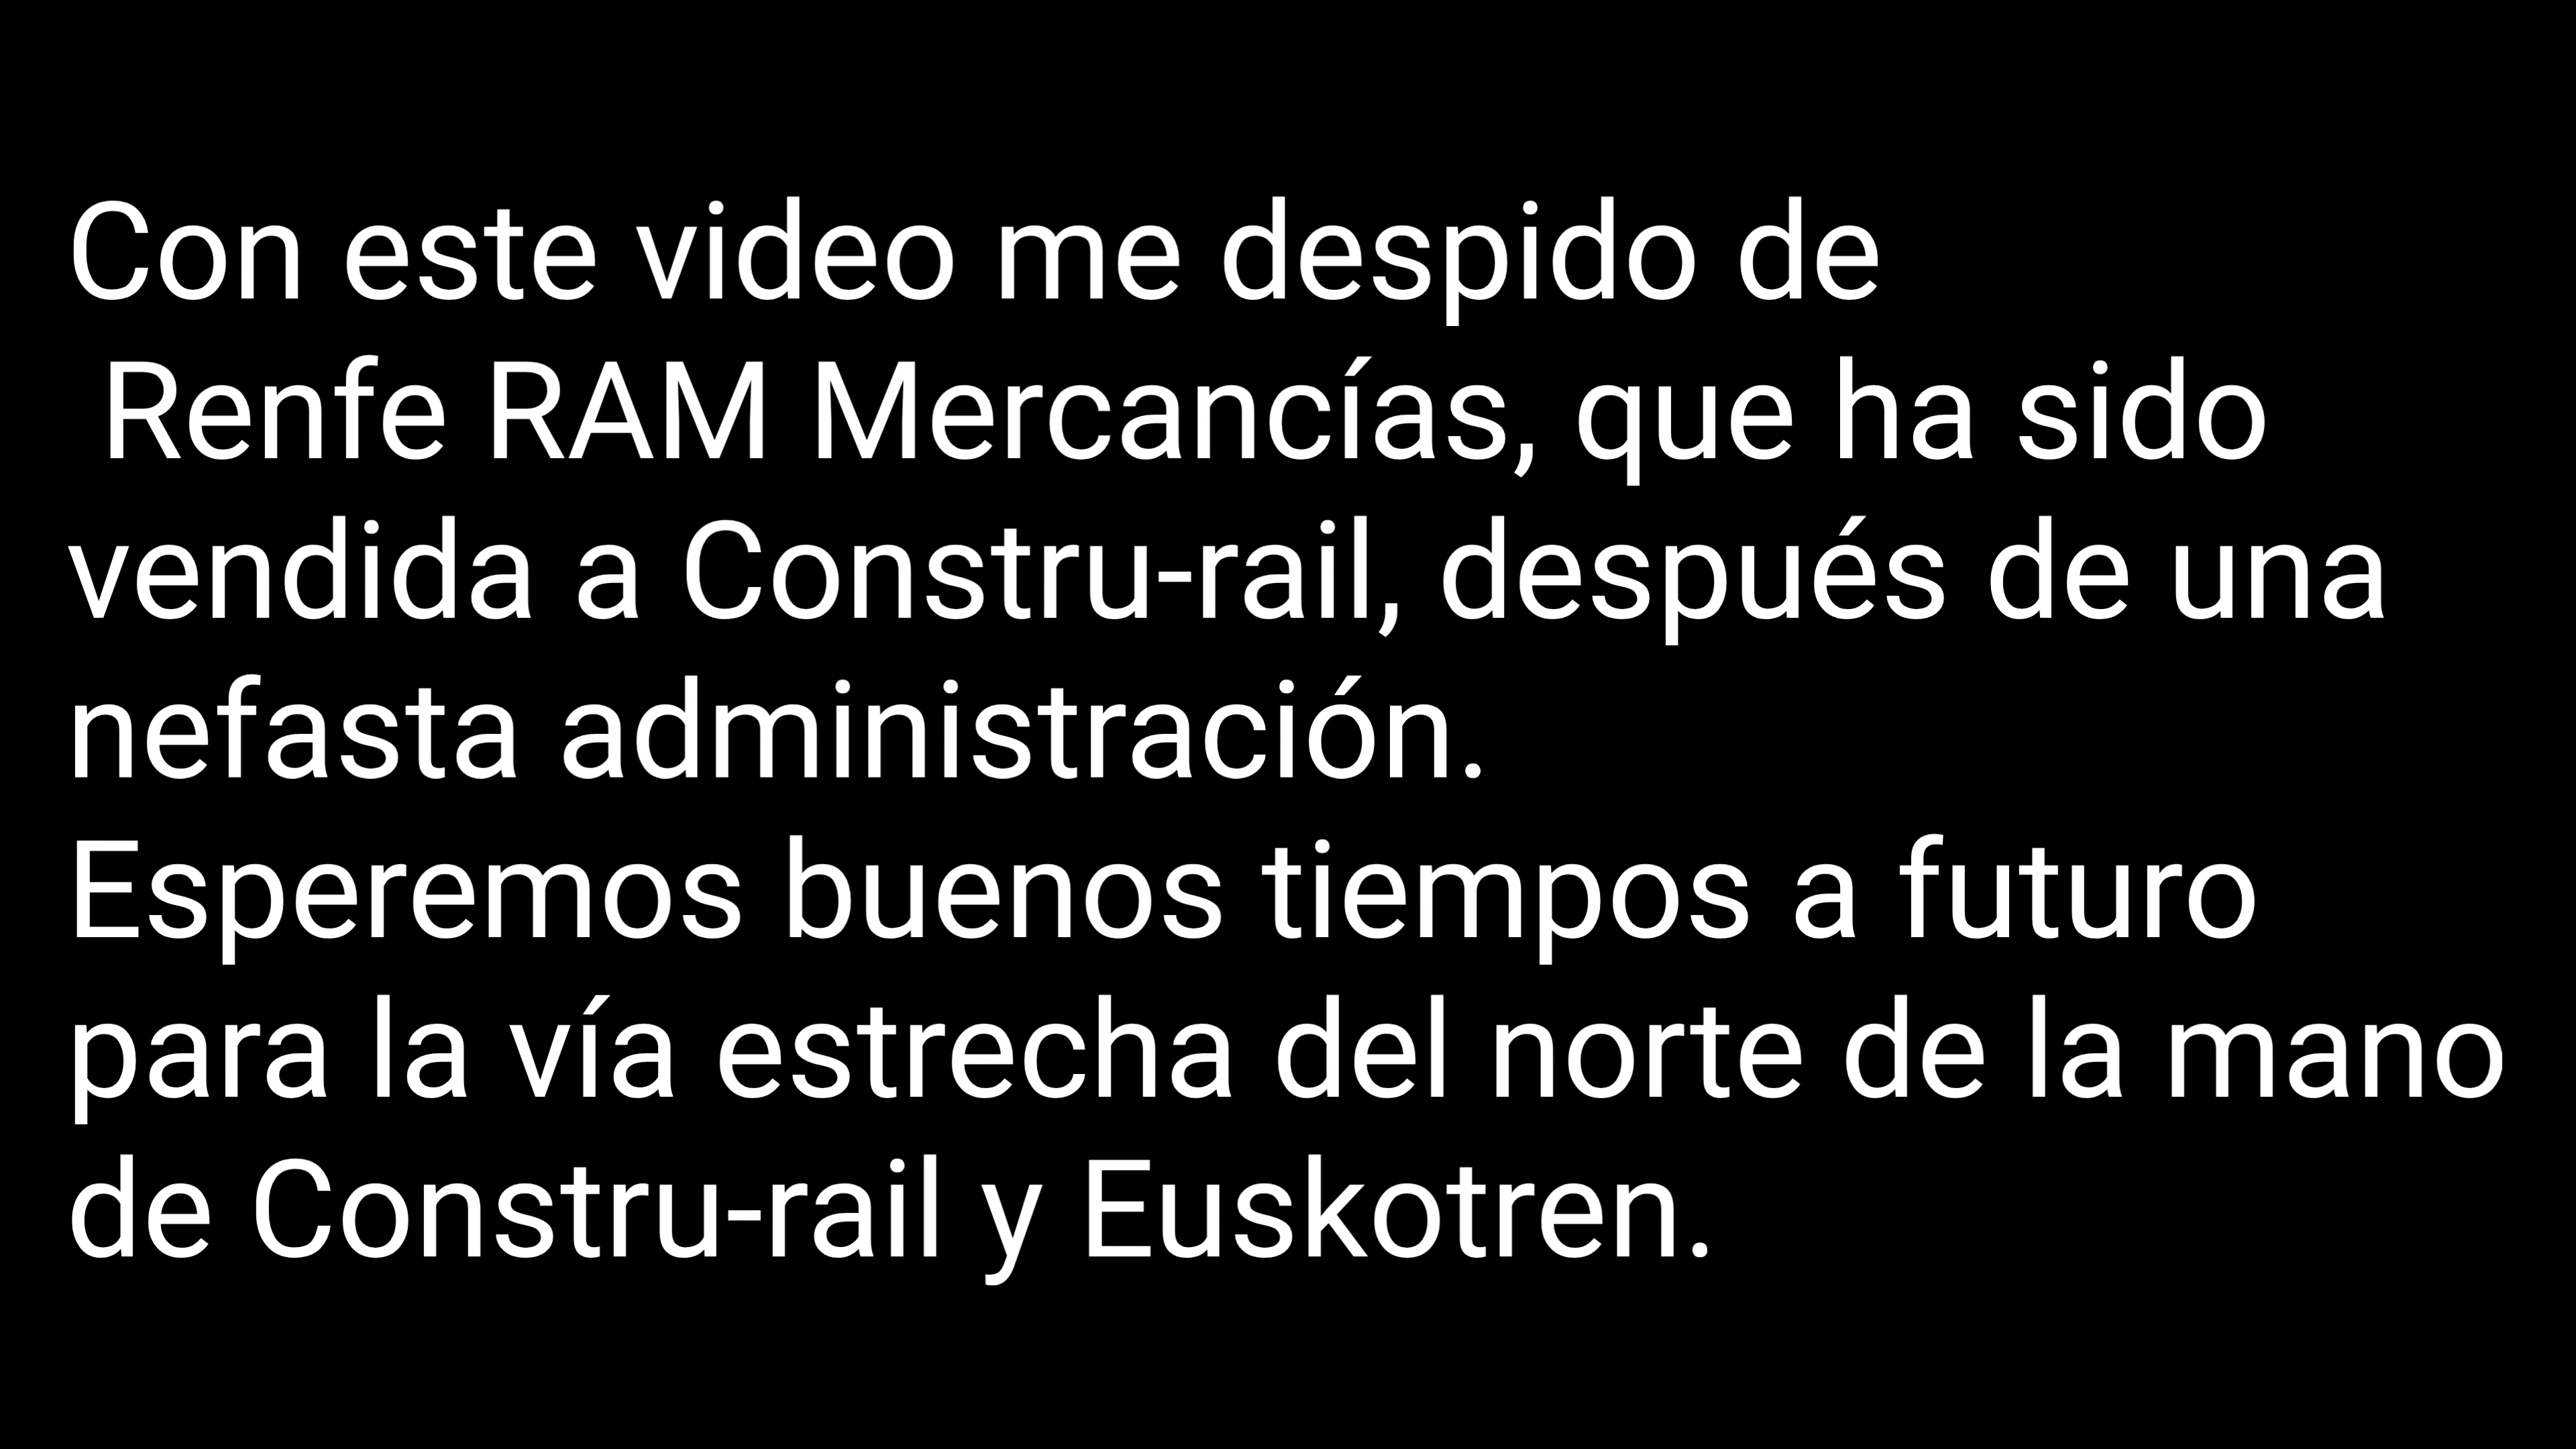 Con este video me despido de
Renfe RAM Mercancías, que ha sido
vendida a Constru-rail, después de una
nefasta administración.
Esperemos buenos tiempos a futuro
para la vía estrecha del norte de la mano
de Constru-rail y Euskotren.